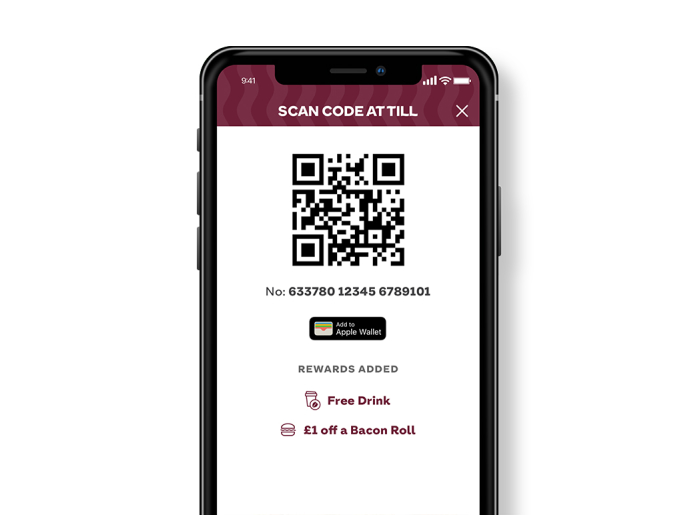 9:41
SCAN CODE AT TILL
No: 633780 12345 6789101
Add to
Apple Wallet
REWARDS ADDED
Free Drink
£1 off a Bacon Roll